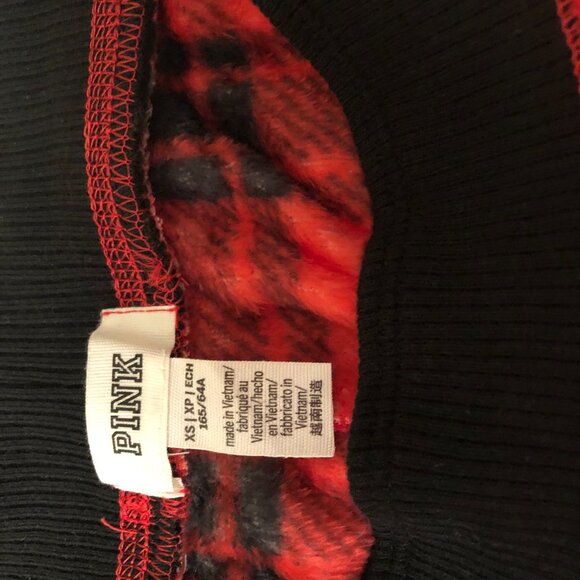 PINK
XS | XP | ECH
165/64A
made in Vietnam/
fabriqué au
Vietnam/hecho
en Vietnam/
fabbricato in
越南制造